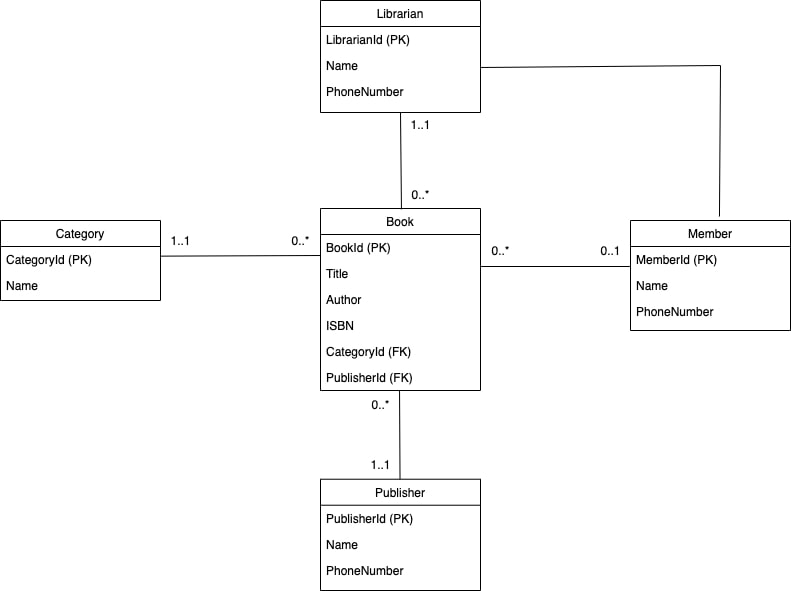 Librarian
LibrarianId (PK)
Name
PhoneNumber
1..1
0..*
Category
CategoryId (PK)
Name
1..1
0..*
Book
BookId (PK)
Title
Author
ISBN
CategoryId (FK)
PublisherId (FK)
0..*
0..1
Member
MemberId (PK)
Name
PhoneNumber
0..*
1..1
Publisher
PublisherId (PK)
Name
PhoneNumber